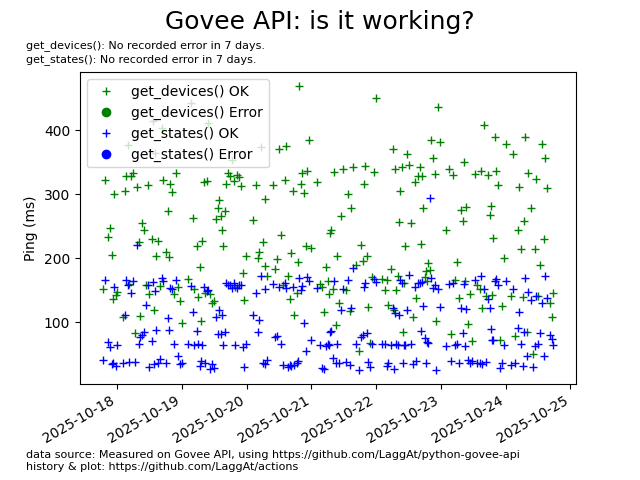 Govee API: is it working?
get_devices(): No recorded error in 7 days.
get_states(): No recorded error in 7 days.
get_devices() OK
get_devices() Error
get_states() OK
get_states() Error
Ping (ms)
400
300
200
100
2025-10-18
2025-10-19
2025-10-20
2025-10-21
2025-10-22
2025-10-23
2025-10-24
2025-10-25
data source: Measured on Govee API, using https://github.com/LaggAt/python-govee-api
history & plot: https://github.com/LaggAt/actions